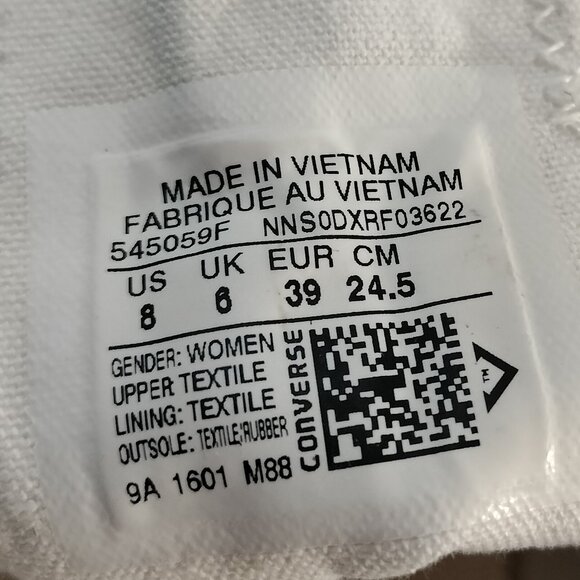 MADE IN VIETNAM
FABRIQUE AU VIETNAM
545059F NNS0DXRF03622
US UK EUR CM
8 6 39 24.5
GENDER: WOMEN
UPPER TEXTILE
LINING: TEXTILE
OUTSOLE: TEXTILE/RUBBER
CONVERSE
TM
9A 1601 M88